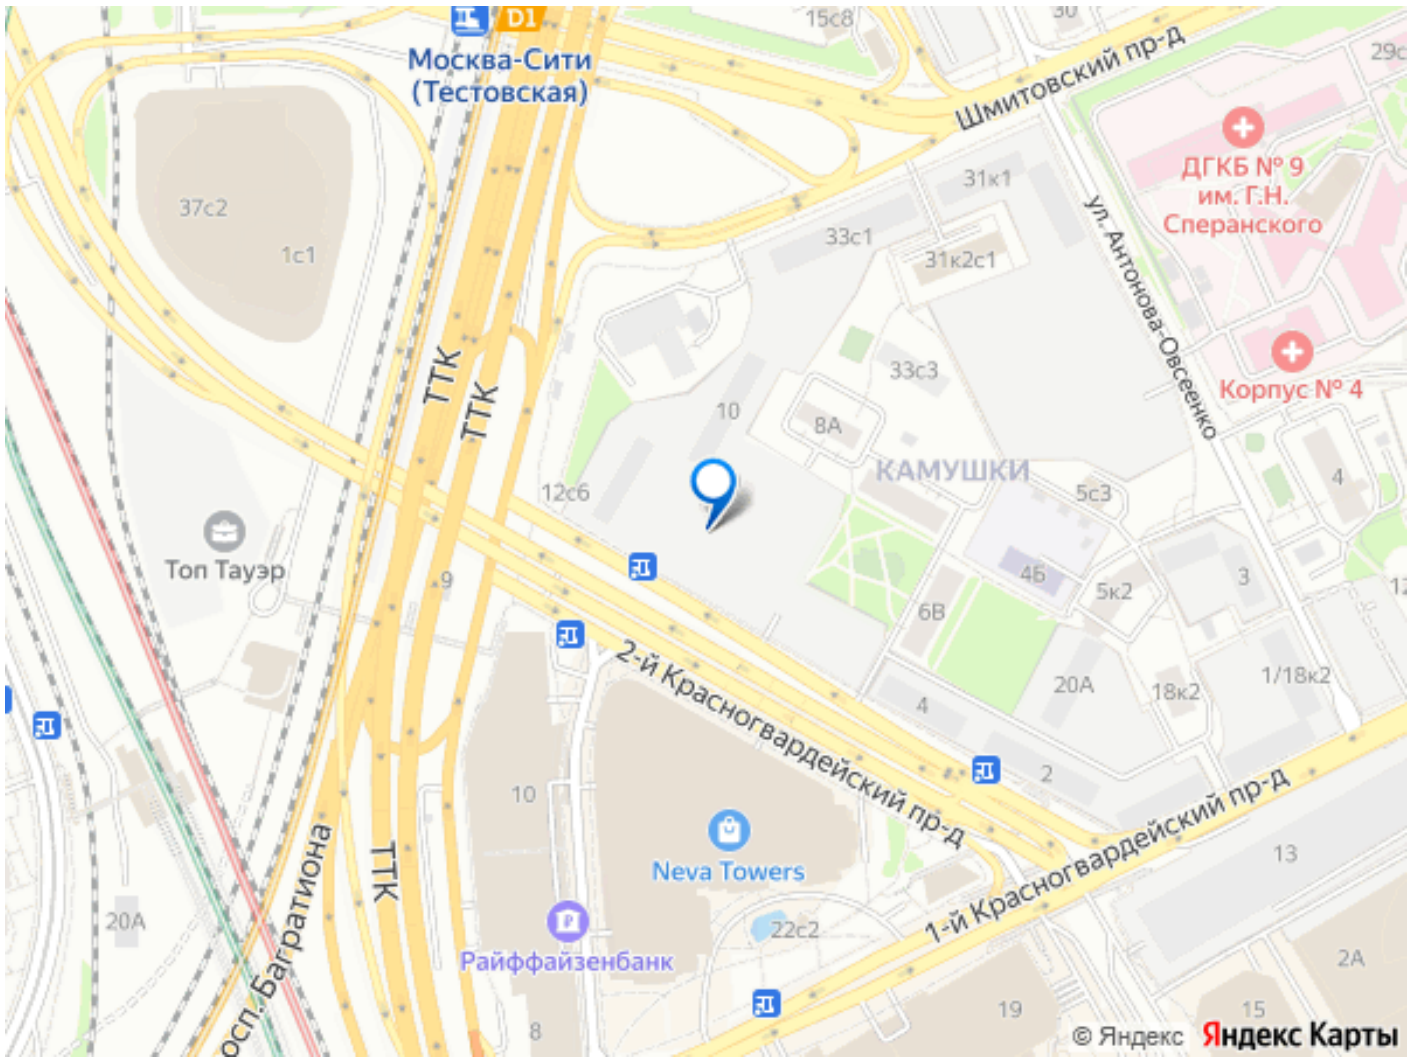 D1
Москва-Сити
(Тестовская)
15с8
30
29с
Шмитовский пр-д
ДГКБ № 9
им. Г.Н.
Сперанского
31к1
37с2
33с1
1с1
31к2с1
ул. Антонова-Овсеенко
ТТК
ТТК
33с3
Корпус № 4
10
8А
КАМУШКИ
4
12с6
5с3
Топ Тауэр
9
4Б
3
5к2
12
6В
2-й Красногвардейский пр-д
20А
1/18к2
18к2
4
2
10
1-й Красногвардейский пр-д
Neva Towers
13
ТТК
20А
осп. Багратиона
22с2
Райффайзенбанк
2А
8
19
15
© Яндекс Яндекс Карты